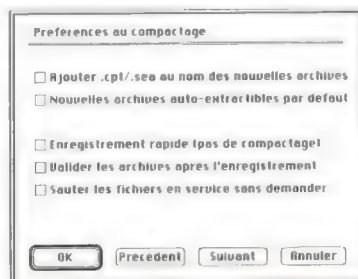 Preferences au compactage
Ajouter .cpt/.sea au nom des nouvelles archives
Nouvelles archives auto-extractibles par defaut
Enregistrement rapide (pas de compactage)
Valider les archives après l'enregistrement
Sauter les fichiers en service sans demander
OK
Precedent
Suivant
Annuler